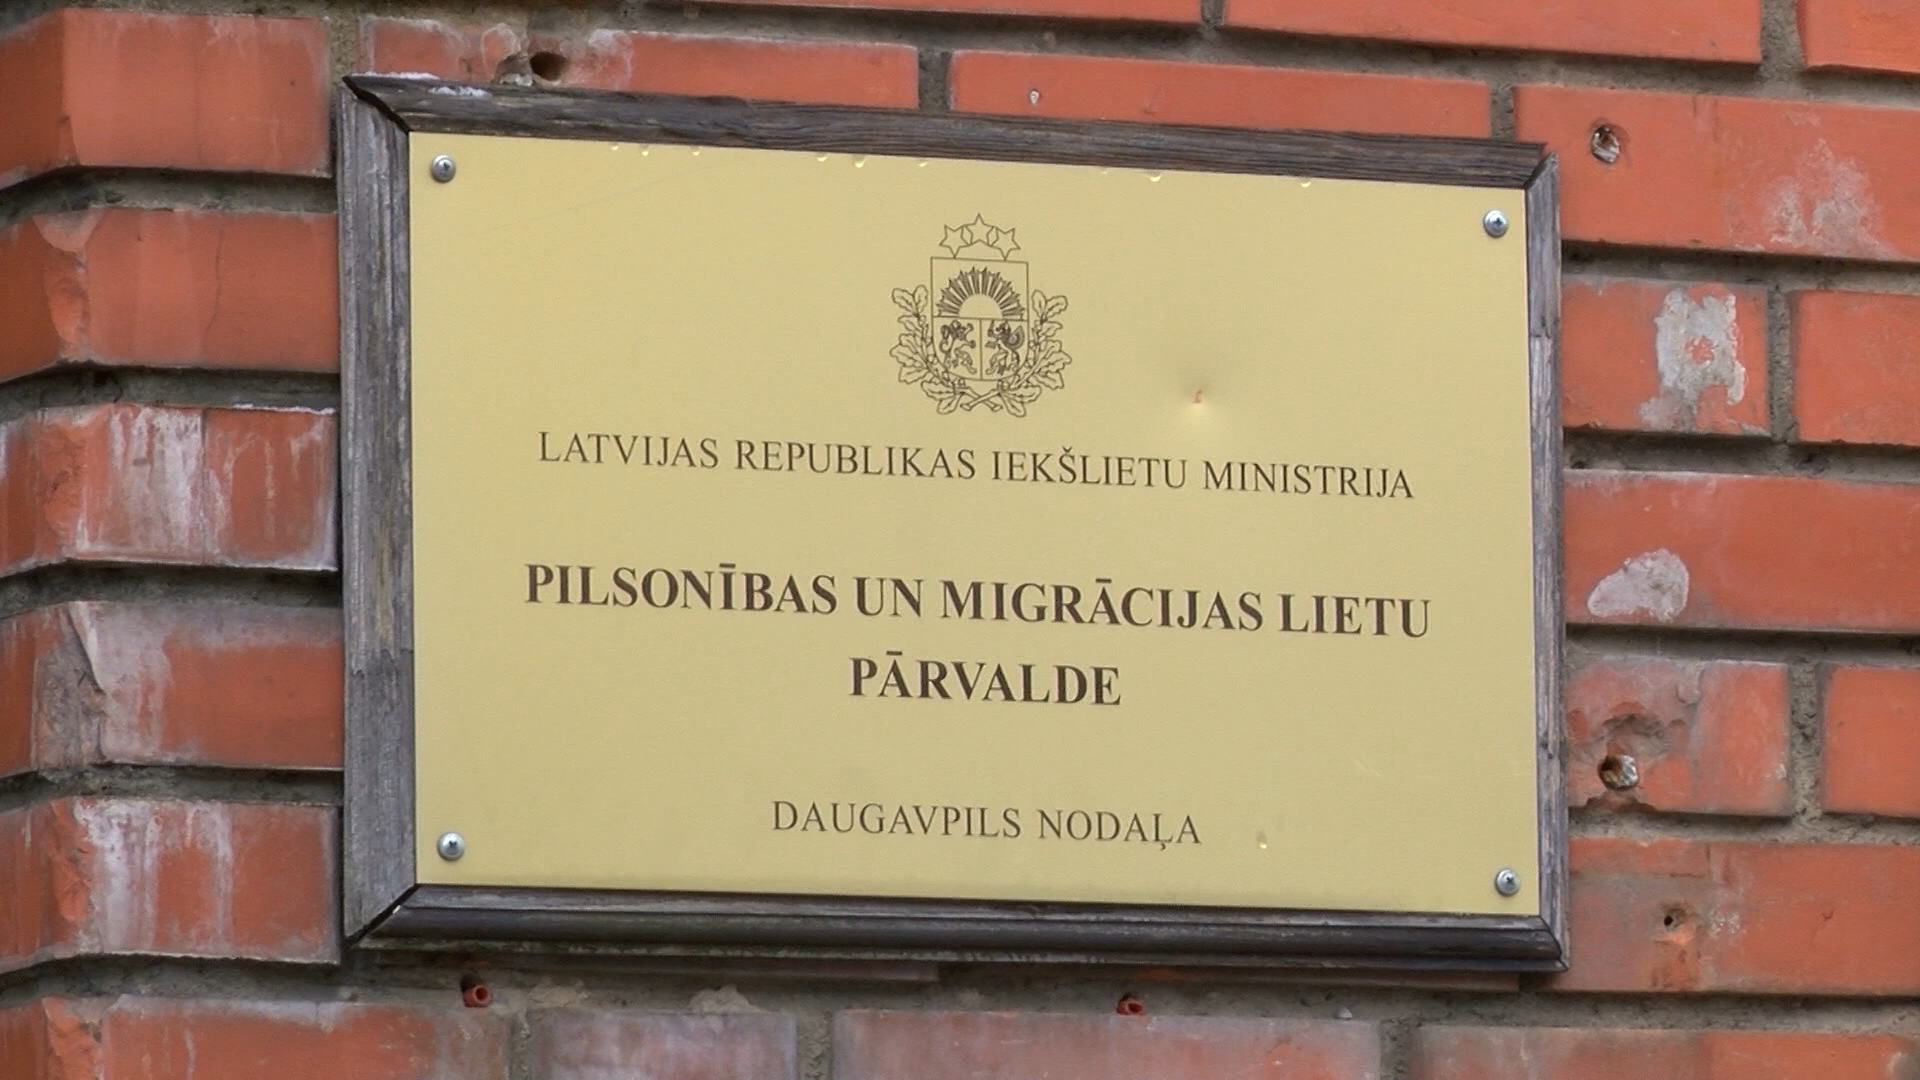 LATVIJAS REPUBLIKAS IEKŠLIETU MINISTRIJA
PILSONĪBAS UN MIGRĀCIJAS LIETU
PĀRVALDE
DAUGAVPILS NODAĻA